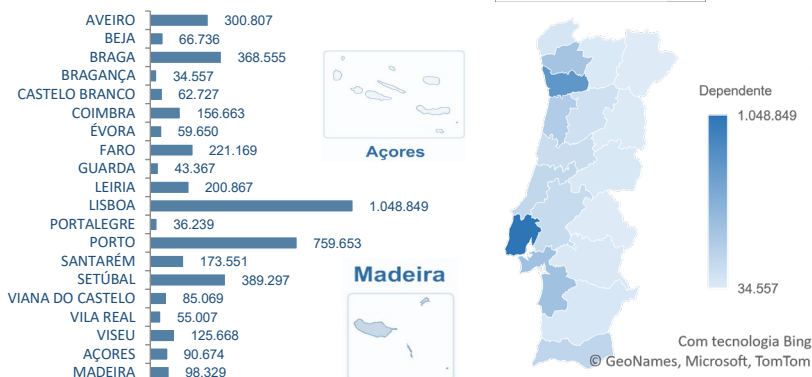 AVEIRO 300.807
BEJA 66.736
BRAGA 368.555
BRAGANÇA 34.557
CASTELO BRANCO 62.727
COIMBRA 156.663
ÉVORA 59.650
FARO 221.169
GUARDA 43.367
LEIRIA 200.867
LISBOA 1.048.849
PORTALEGRE 36.239
PORTO 759.653
SANTARÉM 173.551
SETÚBAL 389.297
VIANA DO CASTELO 85.069
VILA REAL 55.007
VISEU 125.668
AÇORES 90.674
MADEIRA 98.329
Açores
Madeira
Dependente
1.048.849
34.557
Com tecnologia Bing
© GeoNames, Microsoft, TomTom